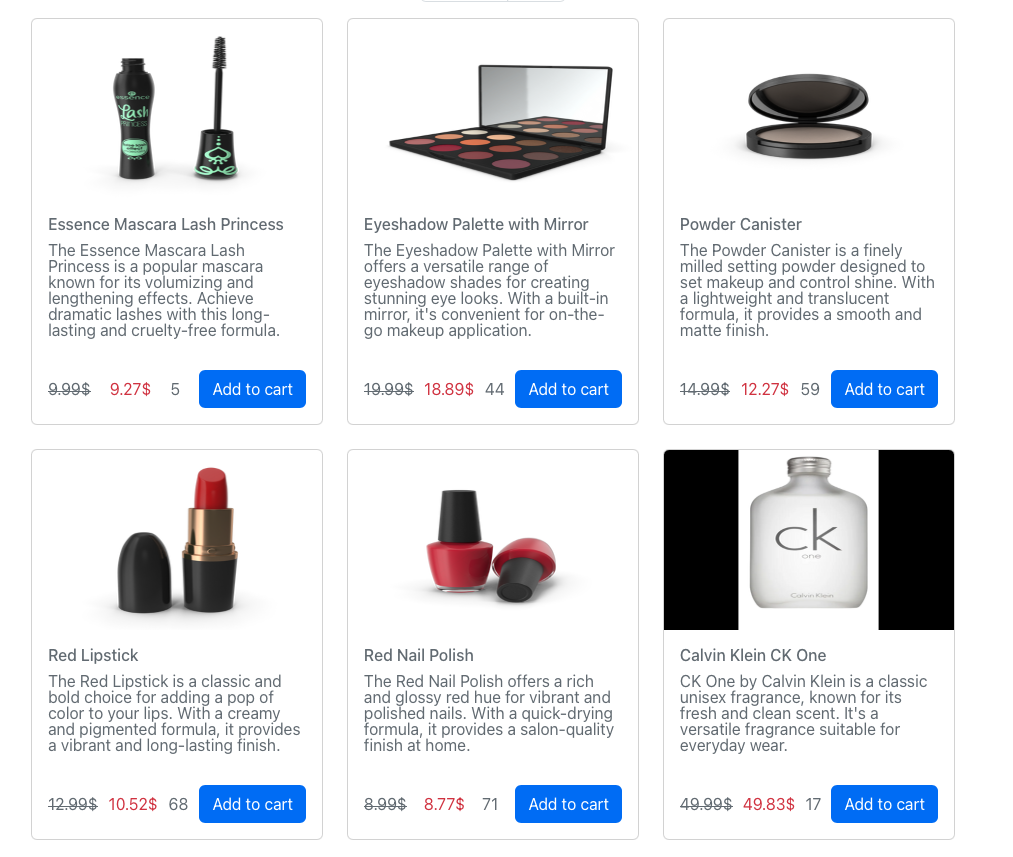 essence
Lash
PRINCESS
Essence Mascara Lash Princess
The Essence Mascara Lash
Princess is a popular mascara
known for its volumizing and
lengthening effects. Achieve
dramatic lashes with this long-
lasting and cruelty-free formula.
9.99$ 9.27$ 5 Add to cart
Eyeshadow Palette with Mirror
The Eyeshadow Palette with Mirror
offers a versatile range of
eyeshadow shades for creating
stunning eye looks. With a built-in
mirror, it's convenient for on-the-
go makeup application.
19.99$ 18.89$ 44 Add to cart
Powder Canister
The Powder Canister is a finely
milled setting powder designed to
set makeup and control shine. With
a lightweight and translucent
formula, it provides a smooth and
matte finish.
14.99$ 12.27$ 59 Add to cart
Red Lipstick
The Red Lipstick is a classic and
bold choice for adding a pop of
color to your lips. With a creamy
and pigmented formula, it provides
a vibrant and long-lasting finish.
12.99$ 10.52$ 68 Add to cart
Red Nail Polish
The Red Nail Polish offers a rich
and glossy red hue for vibrant and
polished nails. With a quick-drying
formula, it provides a salon-quality
finish at home.
8.99$ 8.77$ 71 Add to cart
ck
one
Calvin Klein
Calvin Klein CK One
CK One by Calvin Klein is a classic
unisex fragrance, known for its
fresh and clean scent. It's a
versatile fragrance suitable for
everyday wear.
49.99$ 49.83$ 17 Add to cart